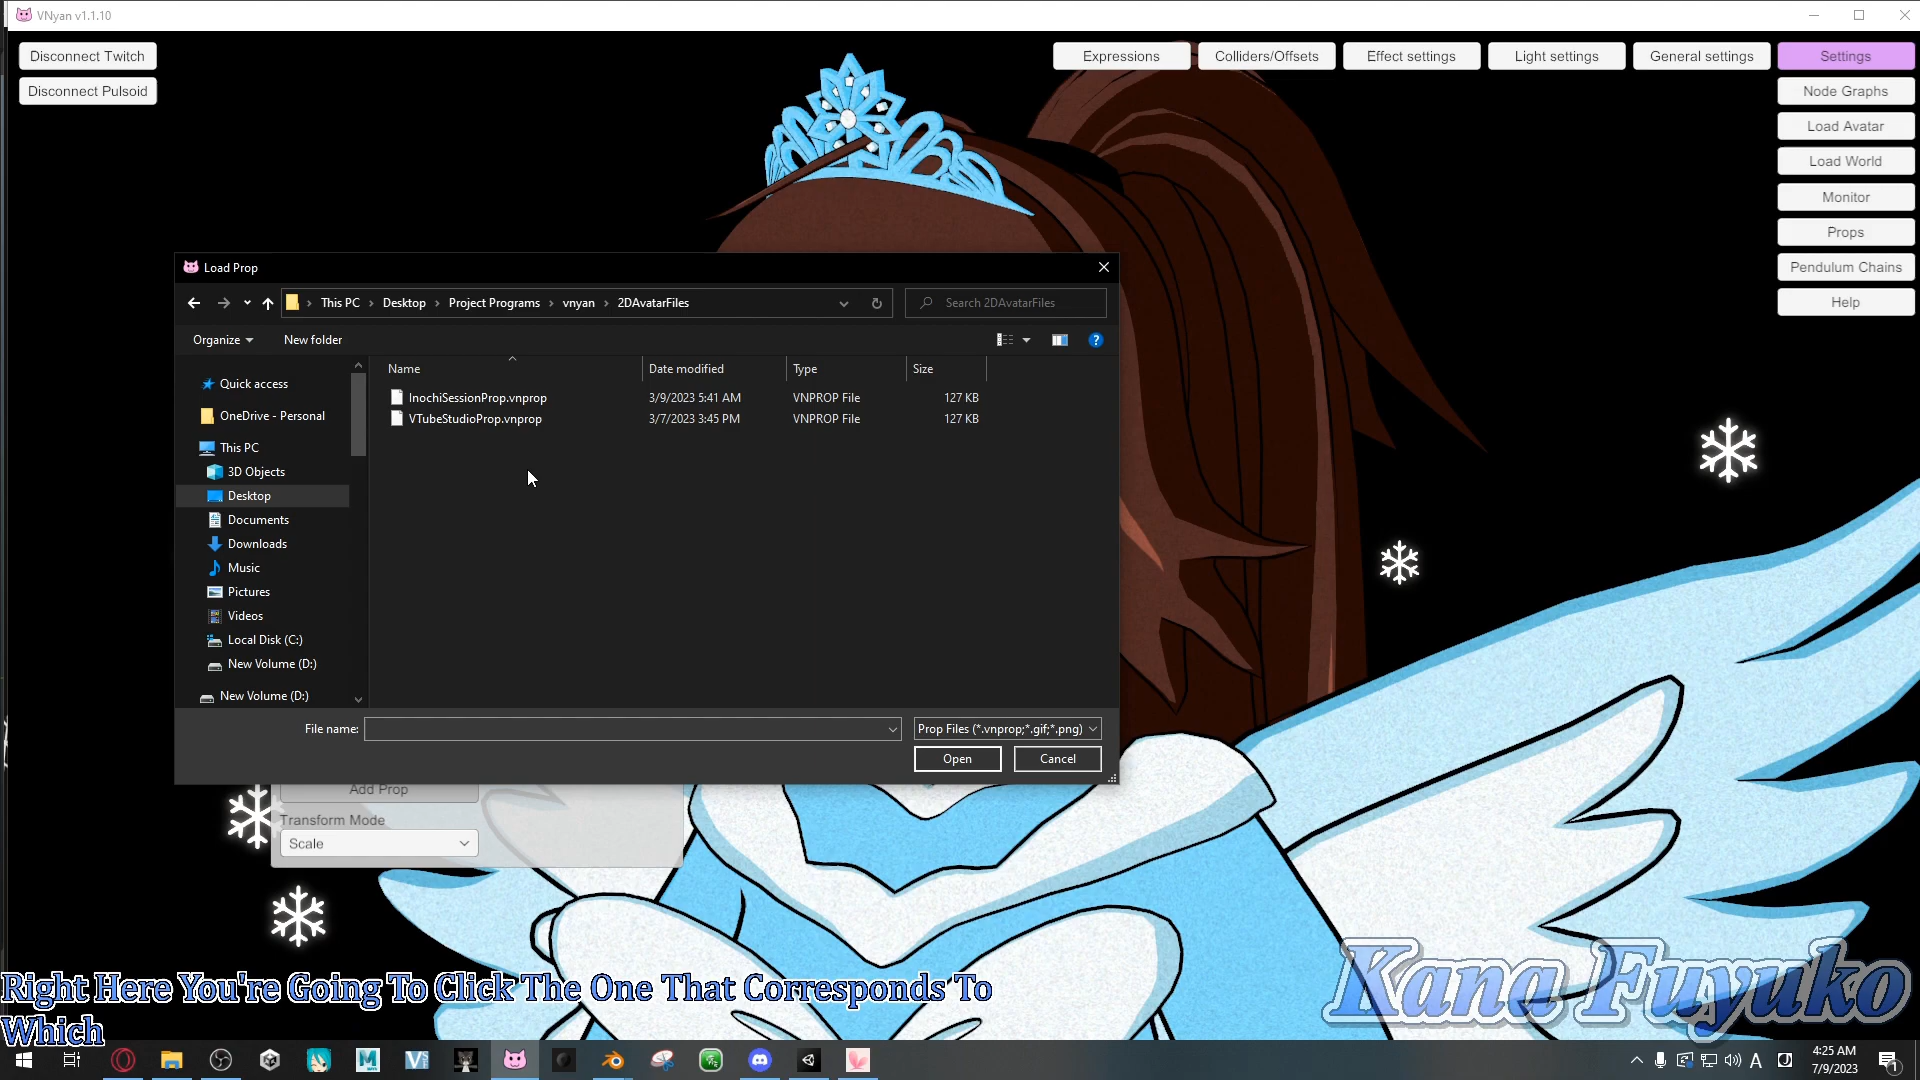 VNyan v1.1.10
Disconnect Twitch
Disconnect Pulsoid
Expressions
Colliders/Offsets
Effect settings
Light settings
General settings
Settings
Node Graphs
Load Avatar
Load World
Monitor
Props
Pendulum Chains
Help
Load Prop
This PC > Desktop > Project Programs > vnyan > 2DAvatarFiles
Search 2DAvatarFiles
Organize
New folder
Name
Date modified
Type
Size
InochiSessionProp.vnprop 3/9/2023 5:41 AM VNPROP File 127 KB
VTubeStudioProp.vnprop 3/7/2023 3:45 PM VNPROP File 127 KB
Quick access
OneDrive - Personal
This PC
3D Objects
Desktop
Documents
Downloads
Music
Pictures
Videos
Local Disk (C:)
New Volume (D:)
New Volume (D:)
File name:
Prop Files (*.vnprop;*.gif;*.png)
Open
Cancel
Add Prop
Transform Mode
Scale
Right Here You're Going To Click The One That Corresponds To
Which
Kana Fuyuko
4:25 AM
7/9/2023